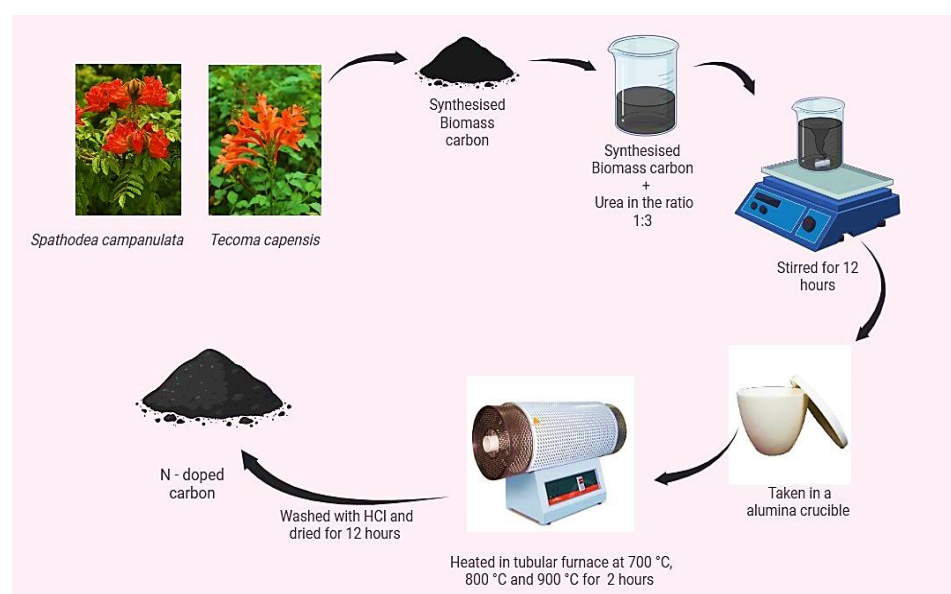 Spathodea campanulata
Tecoma capensis
Synthesised
Biomass
carbon
Synthesised
Biomass carbon
+
Urea in the ratio
1:3
Stirred for 12
hours
Taken in a
alumina crucible
Heated in tubular furnace at 700 °C,
800 °C and 900 °C for 2 hours
Washed with HCl and
dried for 12 hours
N - doped
carbon